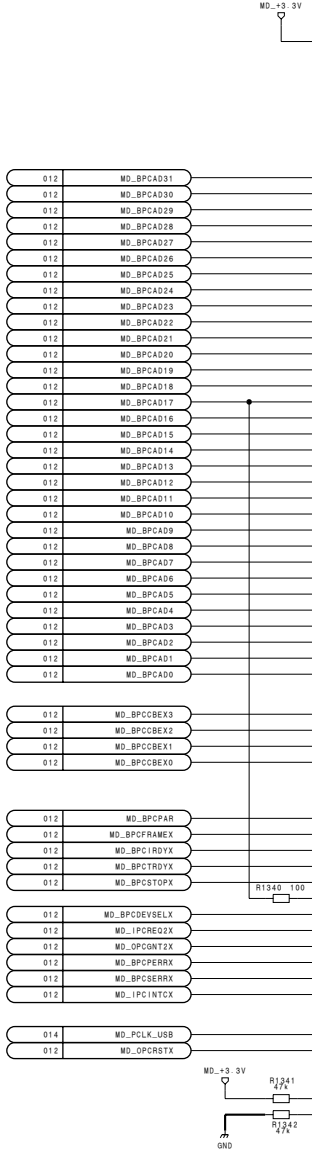 MD_+3.3V
012 MD_BPCAD31
012 MD_BPCAD30
012 MD_BPCAD29
012 MD_BPCAD28
012 MD_BPCAD27
012 MD_BPCAD26
012 MD_BPCAD25
012 MD_BPCAD24
012 MD_BPCAD23
012 MD_BPCAD22
012 MD_BPCAD21
012 MD_BPCAD20
012 MD_BPCAD19
012 MD_BPCAD18
012 MD_BPCAD17
012 MD_BPCAD16
012 MD_BPCAD15
012 MD_BPCAD14
012 MD_BPCAD13
012 MD_BPCAD12
012 MD_BPCAD11
012 MD_BPCAD10
012 MD_BPCAD9
012 MD_BPCAD8
012 MD_BPCAD7
012 MD_BPCAD6
012 MD_BPCAD5
012 MD_BPCAD4
012 MD_BPCAD3
012 MD_BPCAD2
012 MD_BPCAD1
012 MD_BPCAD0
012 MD_BPCCBEX3
012 MD_BPCCBEX2
012 MD_BPCCBEX1
012 MD_BPCCBEX0
012 MD_BPCPAR
012 MD_BPCFRAMEX
012 MD_BPCIRDYX
012 MD_BPCTRDYX
012 MD_BPCSTOPX
R1340 100
012 MD_BPCDEVSELX
012 MD_IPCREQ2X
012 MD_OPCGNT2X
012 MD_BPCPERRX
012 MD_BPCSERRX
012 MD_IPCINTCX
014 MD_PCLK_USB
012 MD_OPCRSTX
MD_+3.3V
R1341
47k
R1342
47k
GND